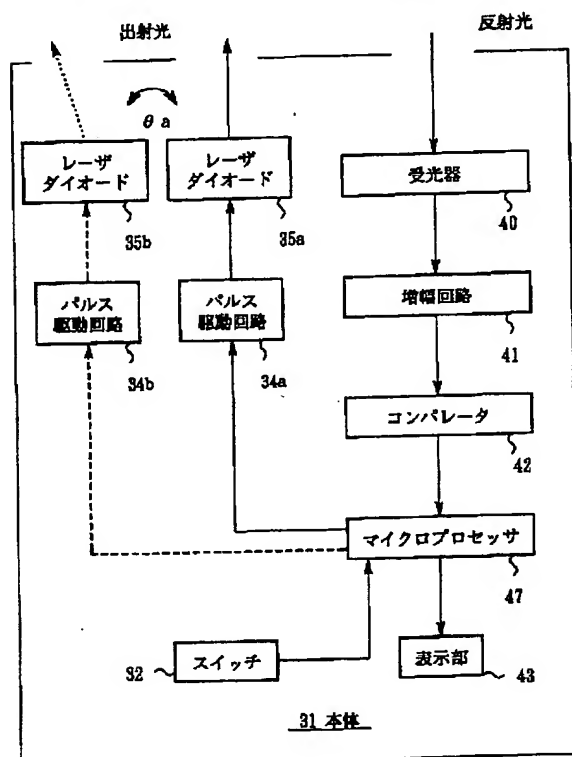 出射光
反射光
θa
レーザ
ダイオード
35b
レーザ
ダイオード
35a
受光器
40
パルス
駆動回路
34b
パルス
駆動回路
34a
増幅回路
41
コンパレータ
42
マイクロプロセッサ
47
32
スイッチ
表示部
43
31 本体